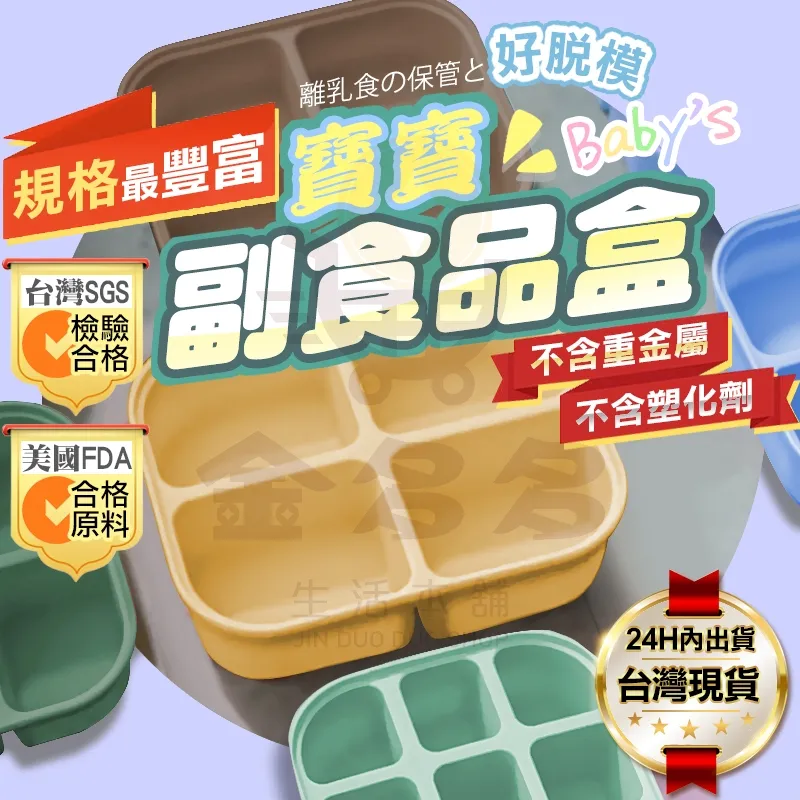 離乳食の保管と
好脱模
Baby's
規格最豐富
寶寶
副食品盒
台灣SGS
檢驗
合格
不含重金屬
不含塑化劑
美國FDA
合格
原料
金多多
生活本舖
JIN DUO D
24H內出貨
台灣現貨